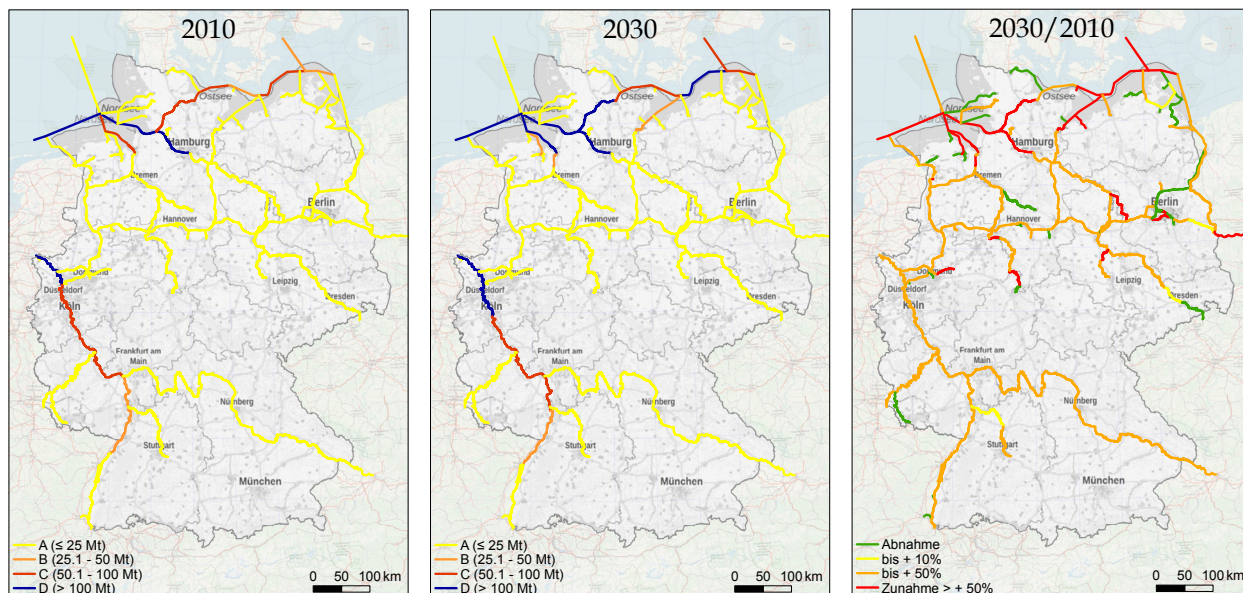 2010
Nordsee
Ostsee
Hamburg
Bremen
Berlin
Hannover
Dortmund
Düsseldorf
Köln
Leipzig
Dresden
Frankfurt am
Main
Nürnberg
Stuttgart
München
A (≤ 25 Mt)
B (25.1 - 50 Mt)
C (50.1 - 100 Mt)
D (> 100 Mt)
0 50 100 km
2030
Nordsee
Ostsee
Hamburg
Bremen
Berlin
Hannover
Dortmund
Düsseldorf
Köln
Leipzig
Dresden
Frankfurt am
Main
Nürnberg
Stuttgart
München
A (≤ 25 Mt)
B (25.1 - 50 Mt)
C (50.1 - 100 Mt)
D (> 100 Mt)
0 50 100 km
2030/2010
Nordsee
Ostsee
Hamburg
Bremen
Berlin
Hannover
Dortmund
Düsseldorf
Köln
Leipzig
Dresden
Frankfurt am
Main
Nürnberg
Stuttgart
München
Abnahme
bis + 10%
bis + 50%
Zunahme > + 50%
0 50 100 km